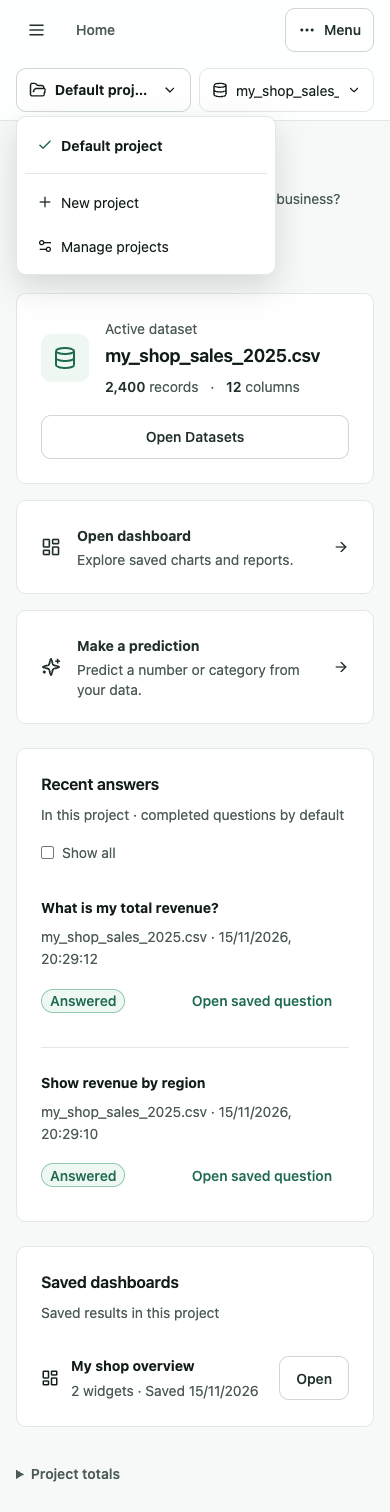 Home
Menu
Default proj...
my_shop_sales_
Default project
New project
business?
Manage projects
Active dataset
my_shop_sales_2025.csv
2,400 records · 12 columns
Open Datasets
Open dashboard
Explore saved charts and reports.
Make a prediction
Predict a number or category from
your data.
Recent answers
In this project · completed questions by default
Show all
What is my total revenue?
my_shop_sales_2025.csv · 15/11/2026,
20:29:12
Answered
Open saved question
Show revenue by region
my_shop_sales_2025.csv · 15/11/2026,
20:29:10
Answered
Open saved question
Saved dashboards
Saved results in this project
My shop overview
2 widgets · Saved 15/11/2026
Open
Project totals